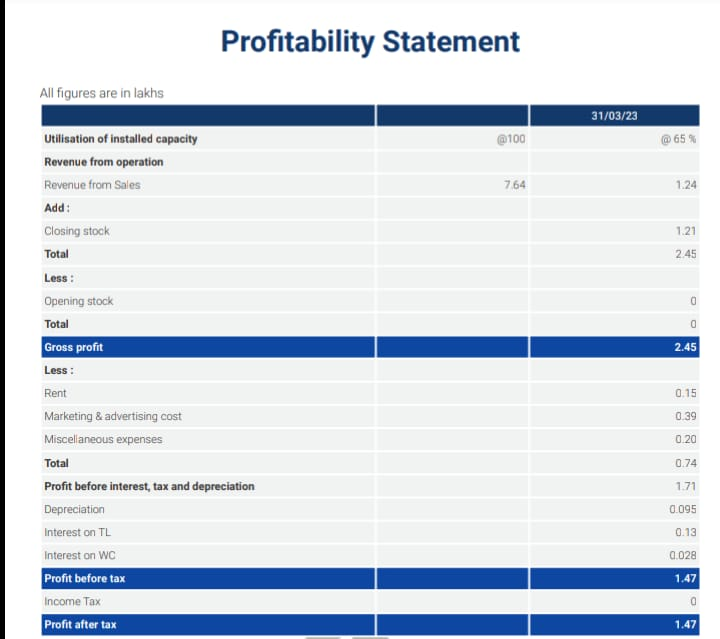 Profitability Statement
All figures are in lakhs
31/03/23
Utilisation of installed capacity @100 @ 65 %
Revenue from operation
Revenue from Sales 7.64 1.24
Add :
Closing stock 1.21
Total 2.45
Less :
Opening stock 0
Total 0
Gross profit 2.45
Less :
Rent 0.15
Marketing & advertising cost 0.39
Miscellaneous expenses 0.20
Total 0.74
Profit before interest, tax and depreciation 1.71
Depreciation 0.095
Interest on TL 0.13
Interest on WC 0.028
Profit before tax 1.47
Income Tax 0
Profit after tax 1.47